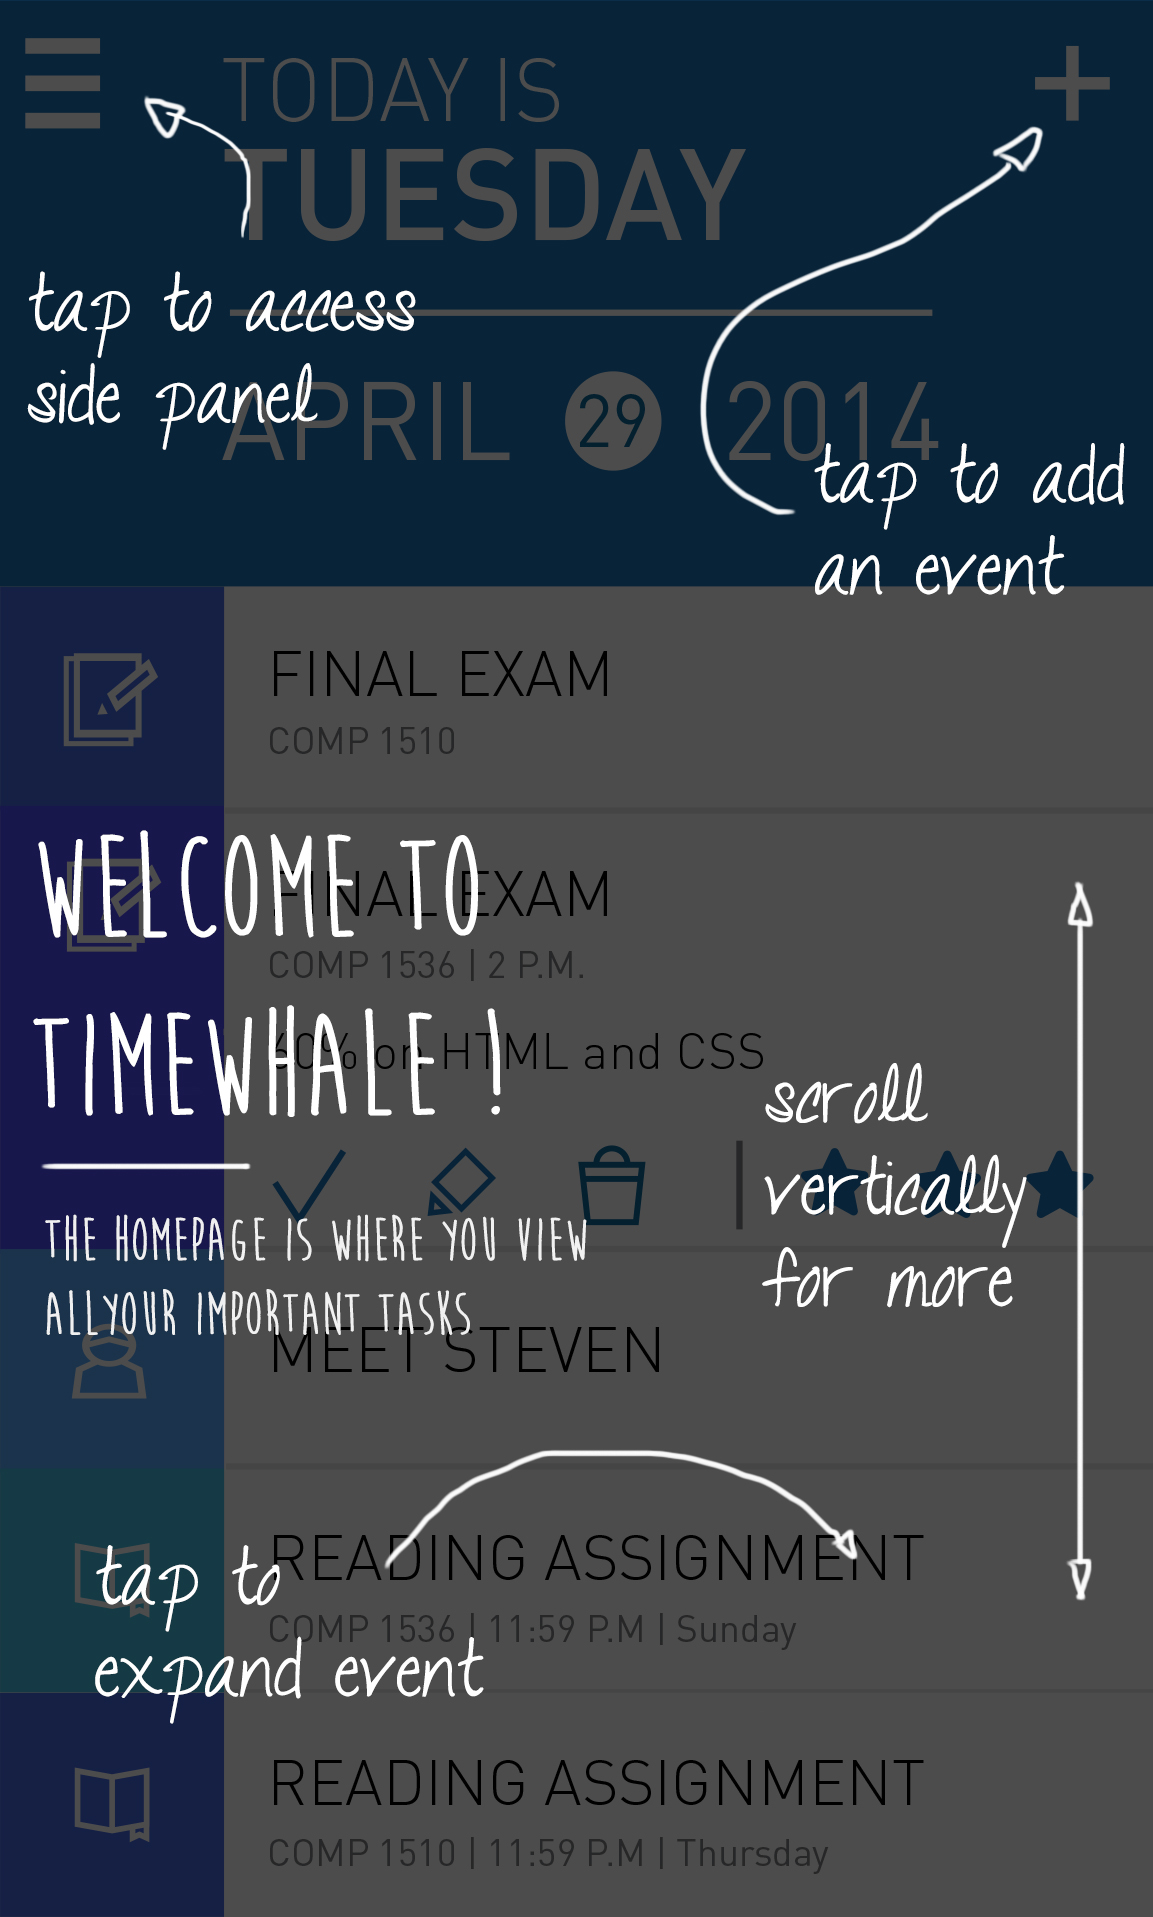 TODAY IS
TUESDAY
tap to access
side panel
APRIL 29 2014
tap to add
an event
FINAL EXAM
COMP 1510
WELCOME TO
FINAL EXAM
COMP 1536 | 2 P.M.
TIMEWHALE !
60% on HTML and CSS
scroll
vertically
for more
THE HOMEPAGE IS WHERE YOU VIEW
ALLYOUR IMPORTANT TASKS
MEET STEVEN
READING ASSIGNMENT
COMP 1536 | 11:59 P.M | Sunday
tap to
expand event
READING ASSIGNMENT
COMP 1510 | 11:59 P.M | Thursday